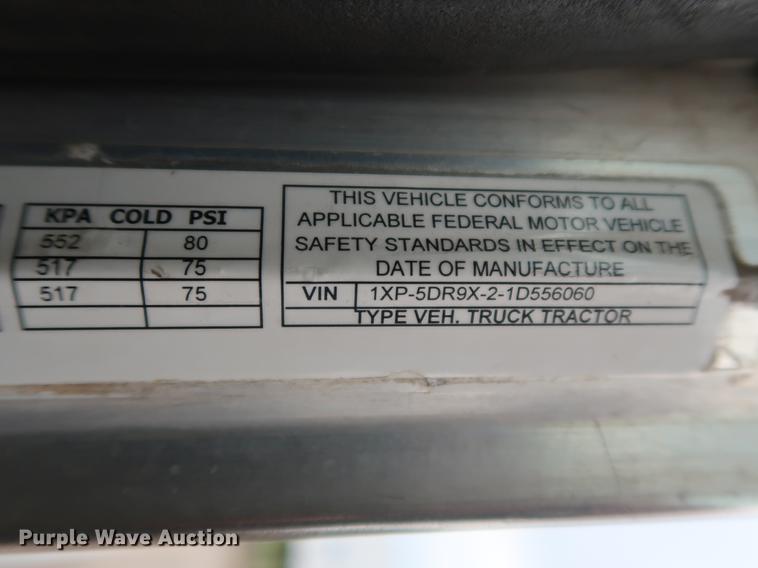 KPA COLD PSI
552 80
517 75
517 75
THIS VEHICLE CONFORMS TO ALL
APPLICABLE FEDERAL MOTOR VEHICLE
SAFETY STANDARDS IN EFFECT ON THE
DATE OF MANUFACTURE
VIN 1XP-5DR9X-2-1D556060
TYPE VEH. TRUCK TRACTOR
Purple Wave Auction